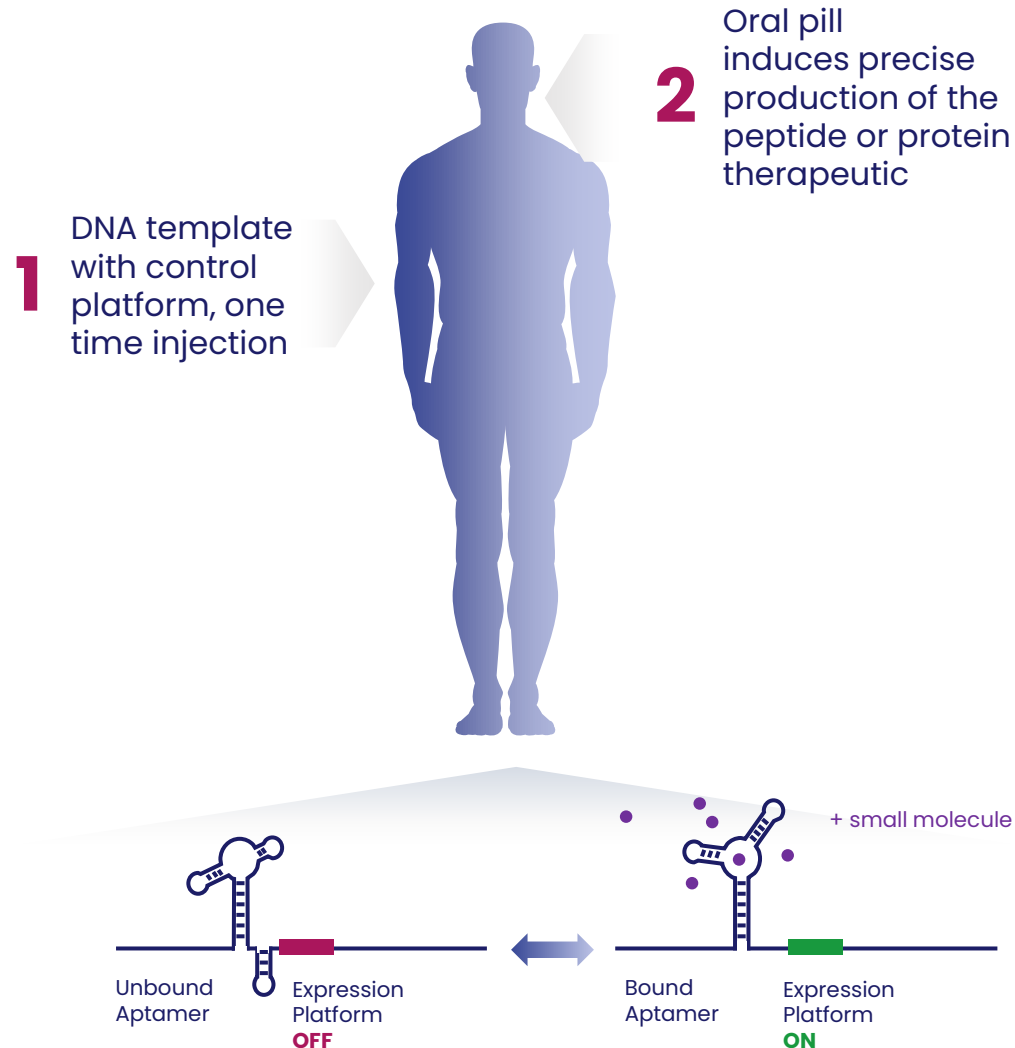 1
DNA template
with control
platform, one
time injection
2
Oral pill
induces precise
production of the
peptide or protein
therapeutic
+ small molecule
Unbound
Aptamer
Expression
Platform
OFF
Bound
Aptamer
Expression
Platform
ON